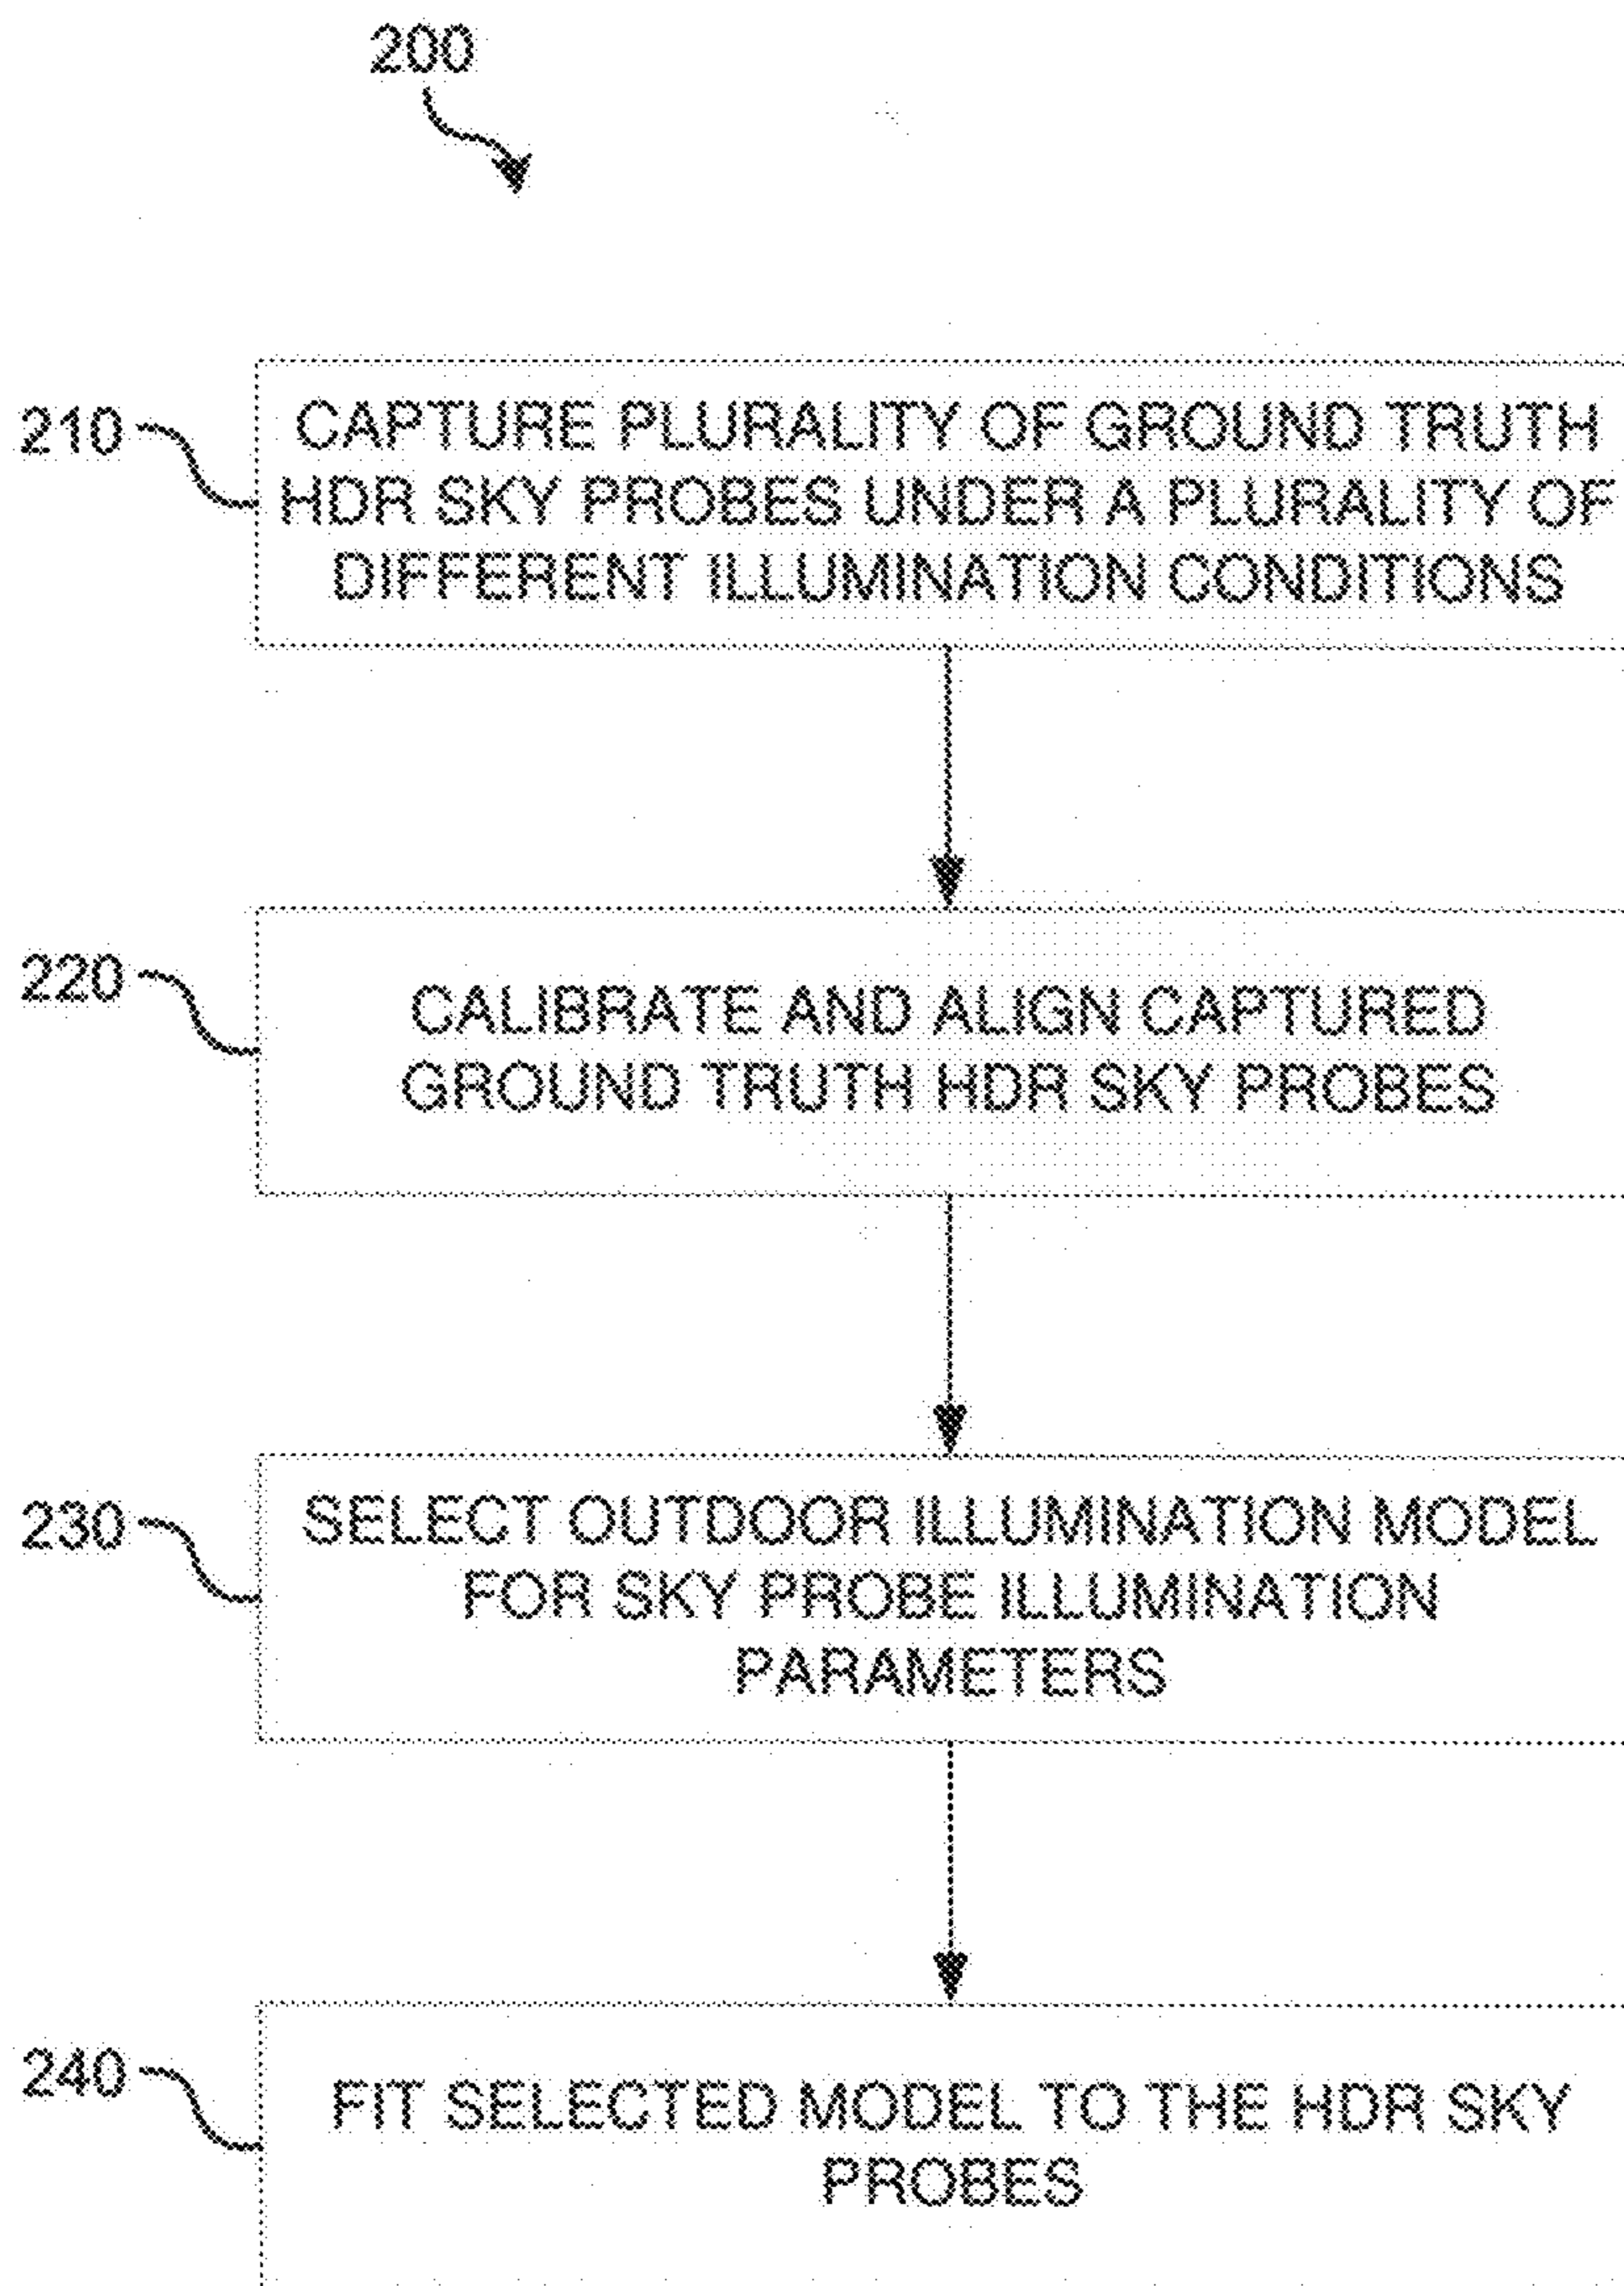 200
210
CAPTURE PLURALITY OF GROUND TRUTH
HDR SKY PROBES UNDER A PLURALITY OF
DIFFERENT ILLUMINATION CONDITIONS
220
CALIBRATE AND ALIGN CAPTURED
GROUND TRUTH HDR SKY PROBES
230
SELECT OUTDOOR ILLUMINATION MODEL
FOR SKY PROBE ILLUMINATION
PARAMETERS
240
FIT SELECTED MODEL TO THE HDR SKY
PROBES